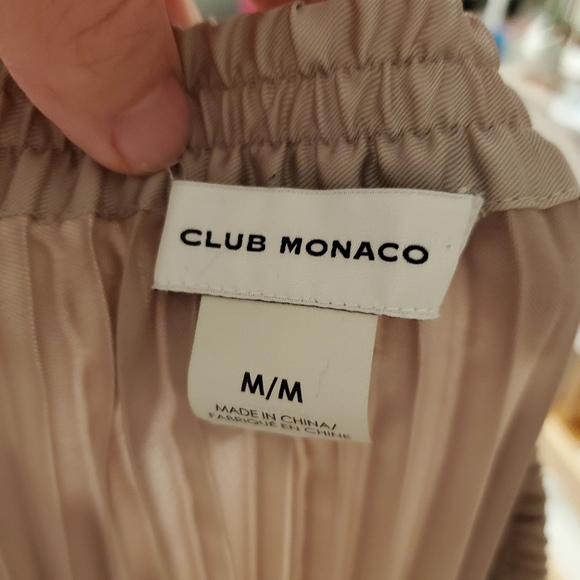 CLUB MONACO
M/M
MADE IN CHINA/
FABRIQUÉ EN CHINE